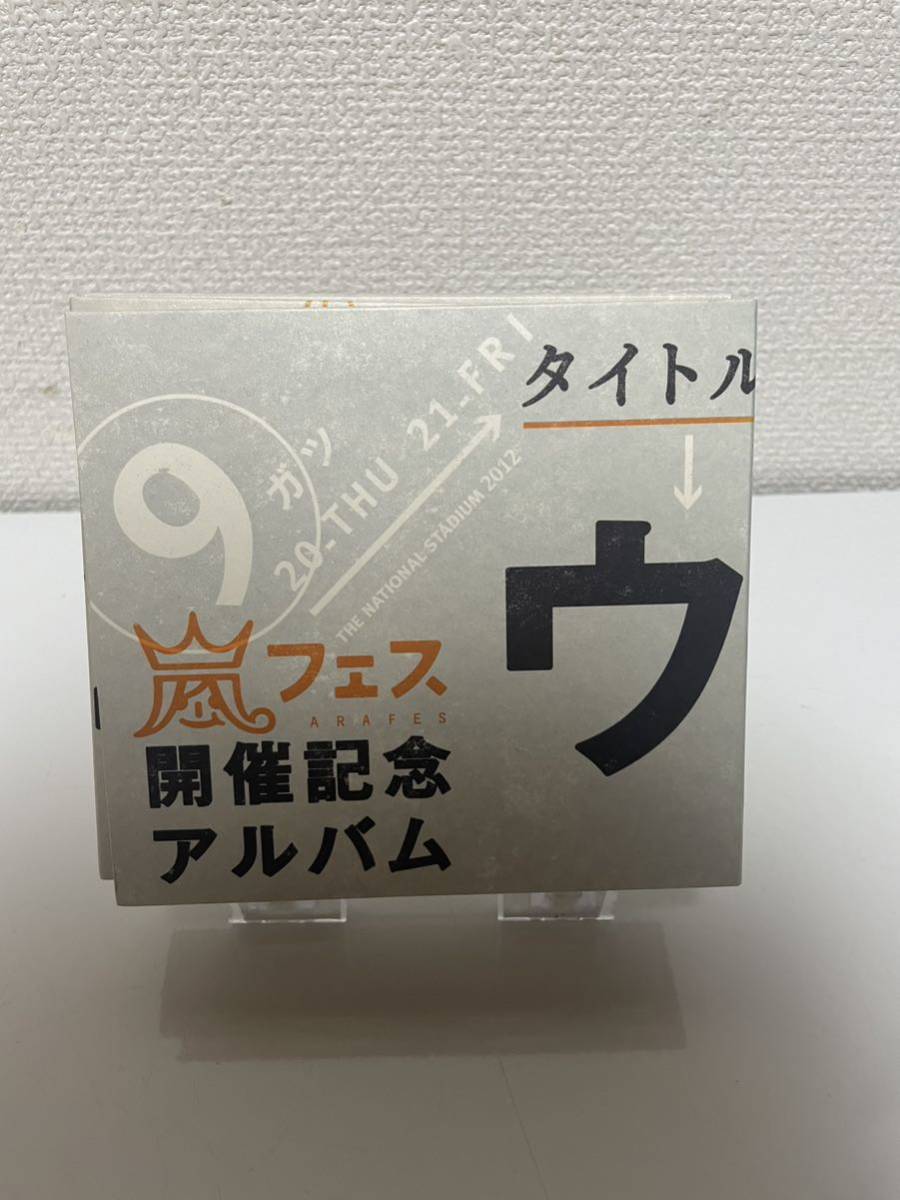 タイトル
ウ
9
ガツ
20-THU 21-FRI
THE NATIONAL STADIUM 2012
嵐フェス
ARAFES
開催記念
アルバム